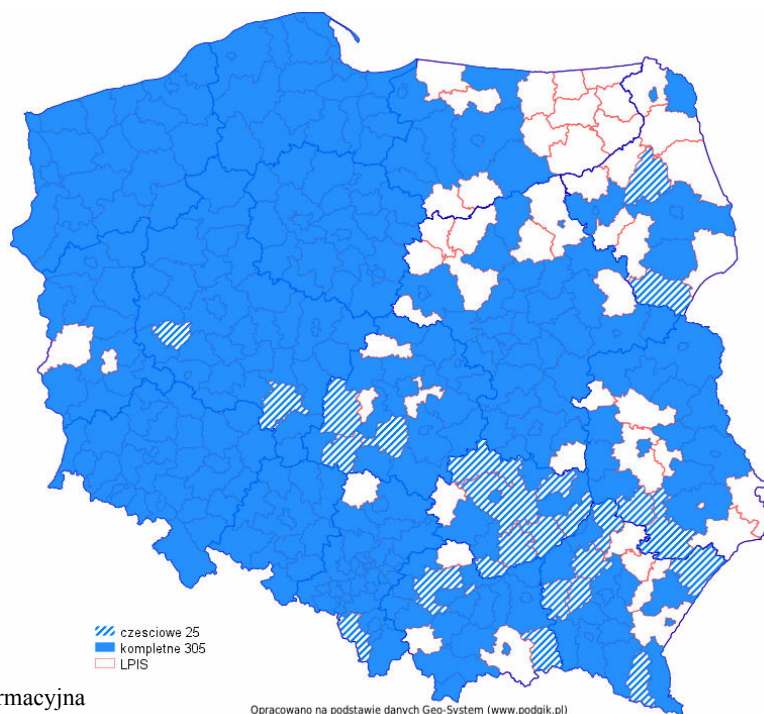 czesciowe 25
kompletne 305
LPIS
rmacyjna
Opracowano na podstawie danych Geo-System (www.podgik.pl)